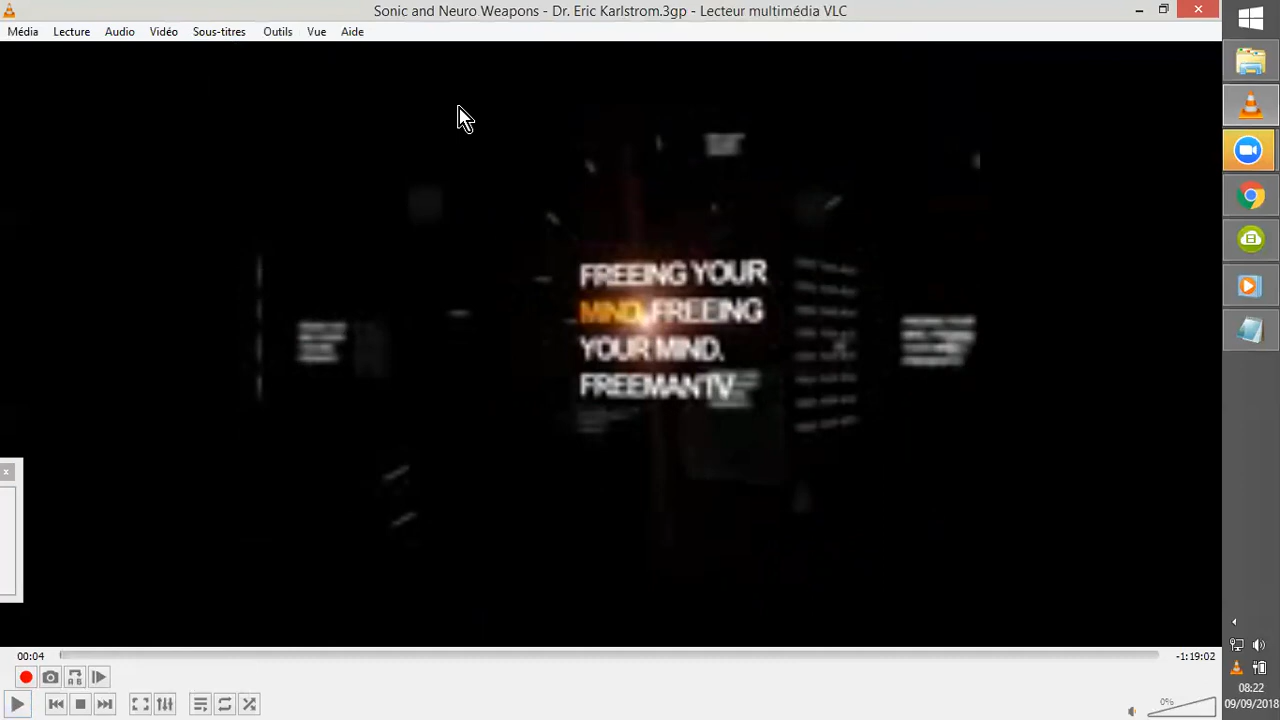 Sonic and Neuro Weapons - Dr. Eric Karlstrom.3gp - Lecteur multimédia VLC
Média Lecture Audio Vidéo Sous-titres Outils Vue Aide
FREEING YOUR
MIND. FREEING
YOUR MIND.
FREEMANTV
00:04
-1:19:02
0%
08:22
09/09/2018